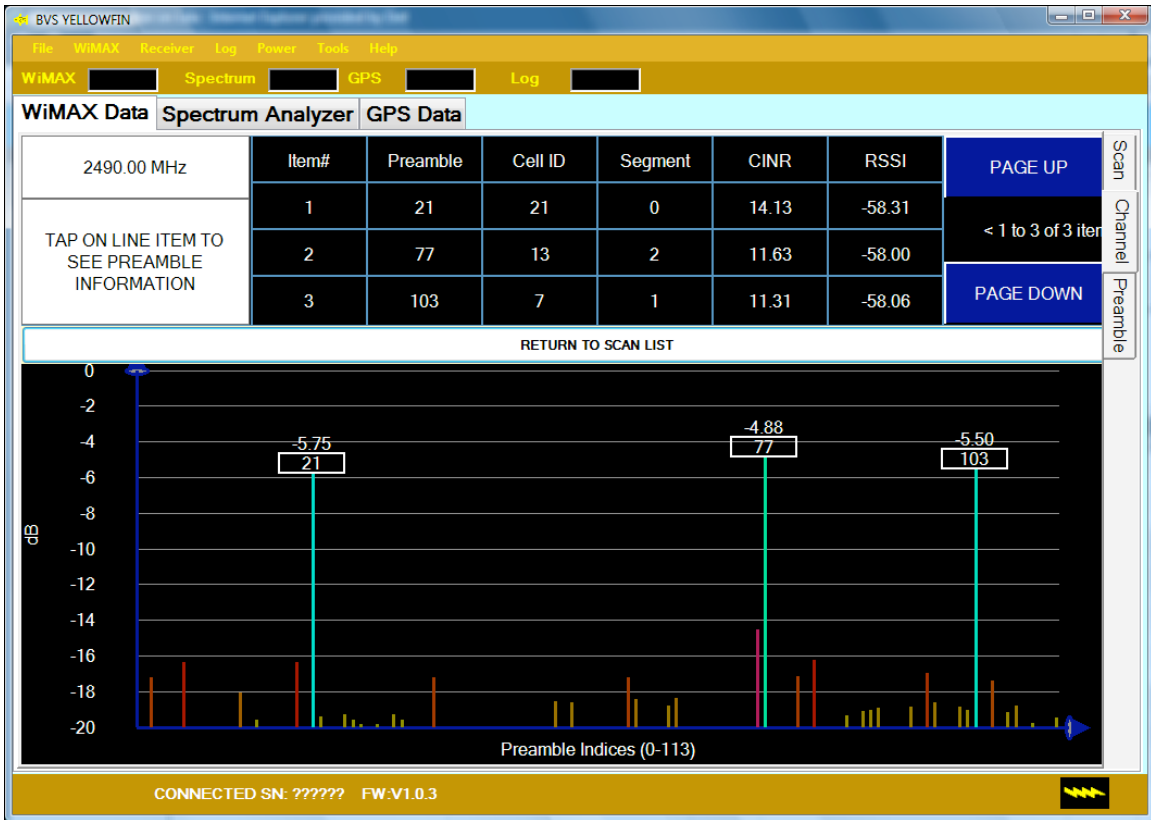 BVS YELLOWFIN
File WiMAX Receiver Log Power Tools Help
WiMAX Spectrum GPS Log
WiMAX Data Spectrum Analyzer GPS Data
2490.00 MHz
TAP ON LINE ITEM TO
SEE PREAMBLE
INFORMATION
Item# Preamble Cell ID Segment CINR RSSI
1 21 21 0 14.13 -58.31
2 77 13 2 11.63 -58.00
3 103 7 1 11.31 -58.06
PAGE UP
< 1 to 3 of 3 iter
PAGE DOWN
Scan
Channel
Preamble
RETURN TO SCAN LIST
0
-2
-4
-6
-8
-10
-12
-14
-16
-18
-20
dB
-5.75
21
-4.88
77
-5.50
103
Preamble Indices (0-113)
CONNECTED SN: ?????? FW:V1.0.3